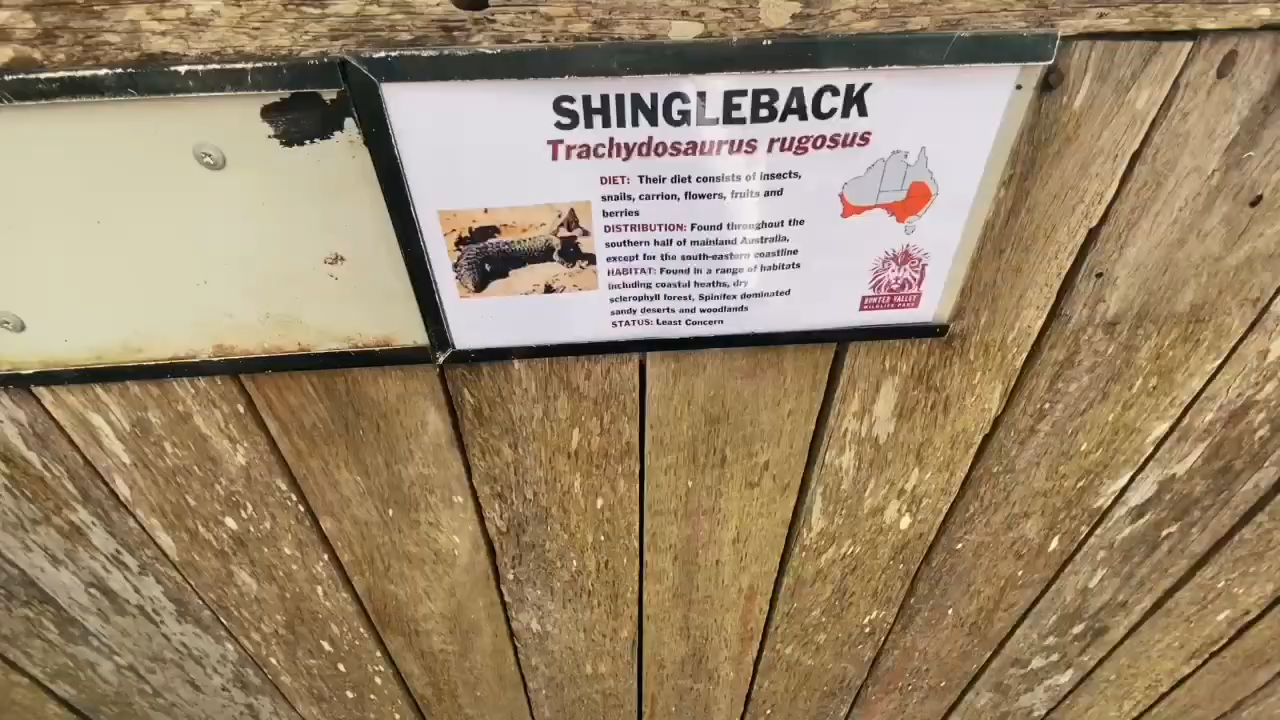 SHINGLEBACK
Trachydosaurus rugosus
DIET: Their diet consists of insects,
snails, carrion, flowers, fruits and
berries
DISTRIBUTION: Found throughout the
southern half of mainland Australia,
except for the south-eastern coastline
HABITAT: Found in a range of habitats
including coastal heaths, dry
sclerophyll forest, Spinifex dominated
sandy deserts and woodlands
STATUS: Least Concern
HUNTER VALLEY
WILDLIFE PARK